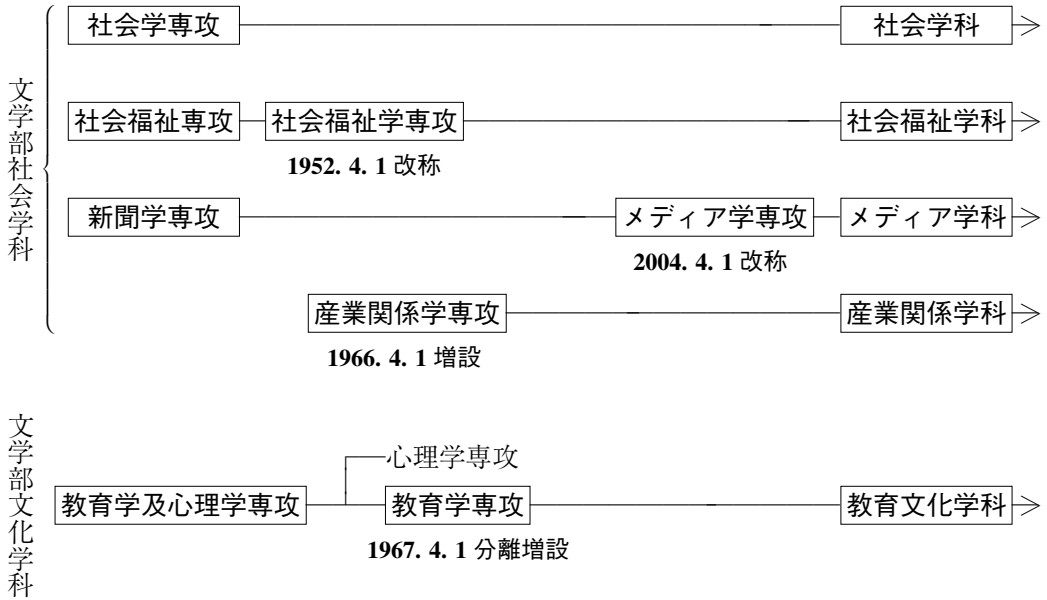 文学部社会学科
社会学専攻 社会学科
社会福祉専攻 社会福祉学専攻 社会福祉学科
1952. 4. 1 改称
新聞学専攻 メディア学専攻 メディア学科
2004. 4. 1 改称
産業関係学専攻 産業関係学科
1966. 4. 1 増設
文学部文化学科
心理学専攻
教育学及心理学専攻 教育学専攻 教育文化学科
1967. 4. 1 分離増設